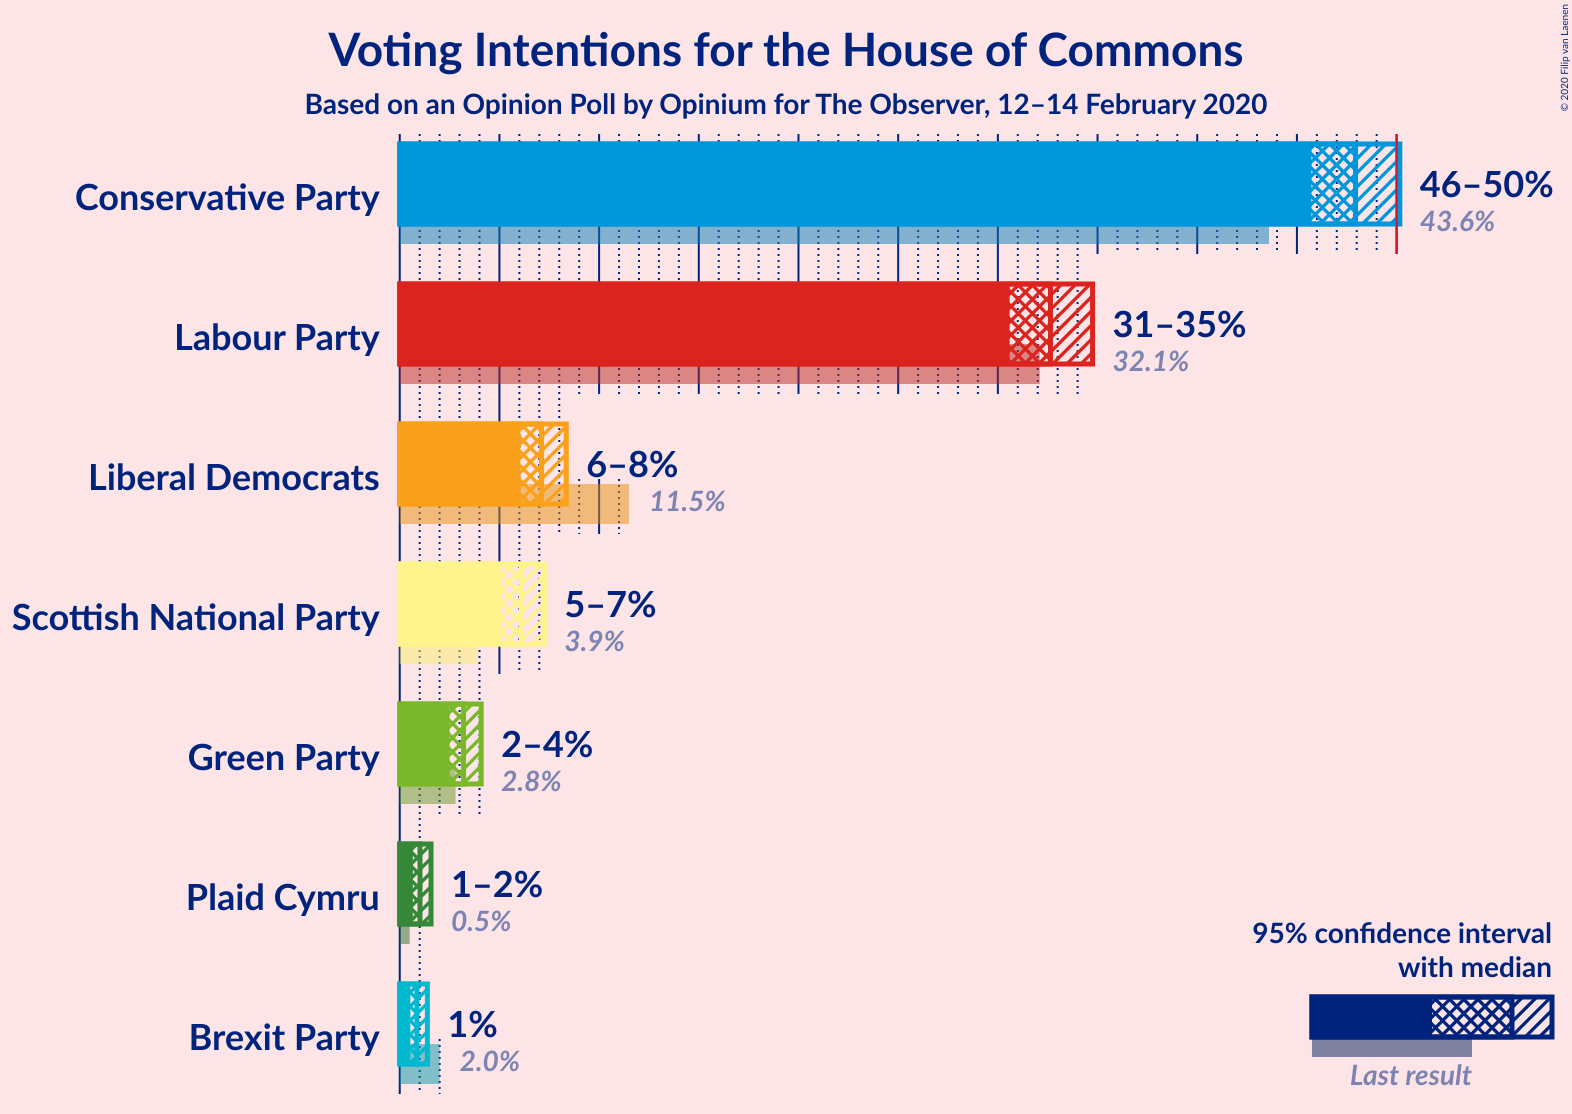 Voting Intentions for the House of Commons
Based on an Opinion Poll by Opinium for The Observer, 12–14 February 2020
© 2020 Filip van Laenen
Conservative Party
46–50%
43.6%
Labour Party
31–35%
32.1%
Liberal Democrats
6–8%
11.5%
Scottish National Party
5–7%
3.9%
Green Party
2–4%
2.8%
Plaid Cymru
1–2%
0.5%
Brexit Party
1%
2.0%
95% confidence interval
with median
Last result